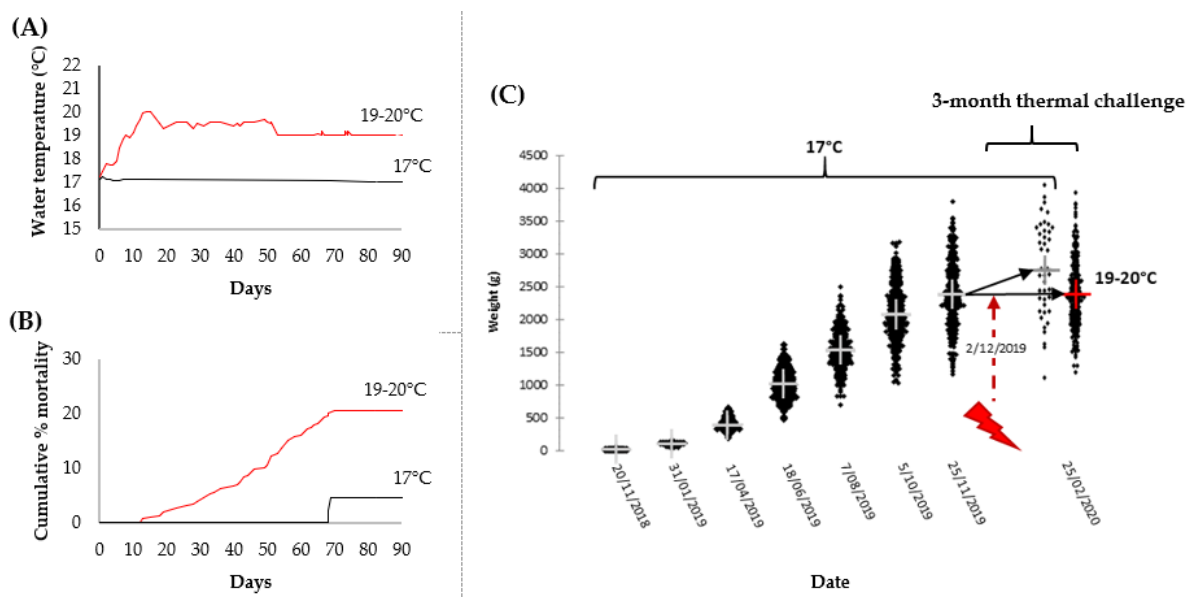 (A)
Water temperature (°C)
22
21
20
19
18
17
16
15
19-20°C
17°C
0 10 20 30 40 50 60 70 80 90
Days
(B)
Cumulative % mortality
30
20
10
0
19-20°C
17°C
0 10 20 30 40 50 60 70 80 90
Days
(C)
3-month thermal challenge
17°C
Weight (g)
4500
4000
3500
3000
2500
2000
1500
1000
500
0
19-20°C
2/12/2019
20/11/2018
31/01/2019
17/04/2019
18/06/2019
7/08/2019
5/10/2019
25/11/2019
25/02/2020
Date